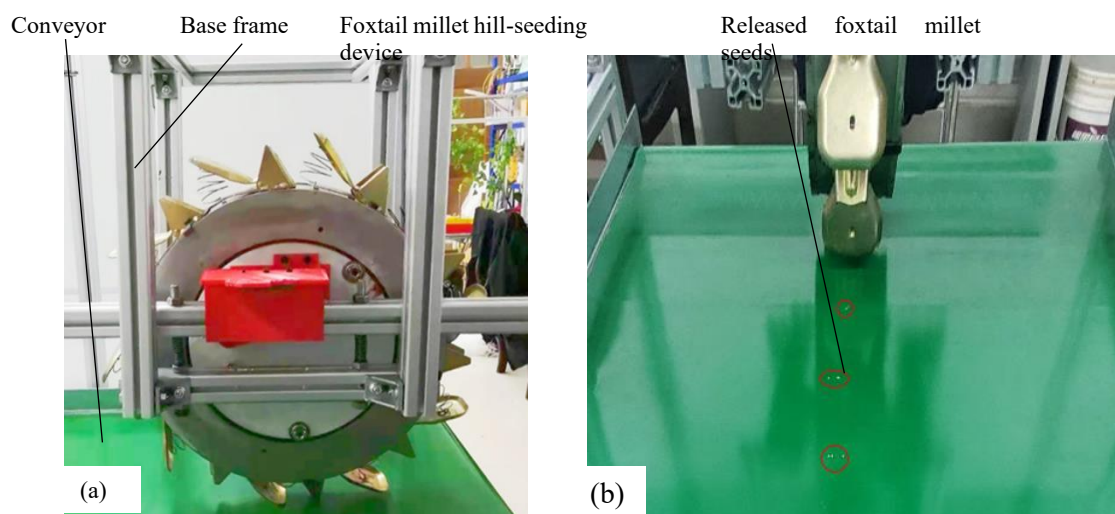 Conveyor
Base frame
Foxtail millet hill-seeding
device
Released foxtail millet
seeds
(a)
(b)